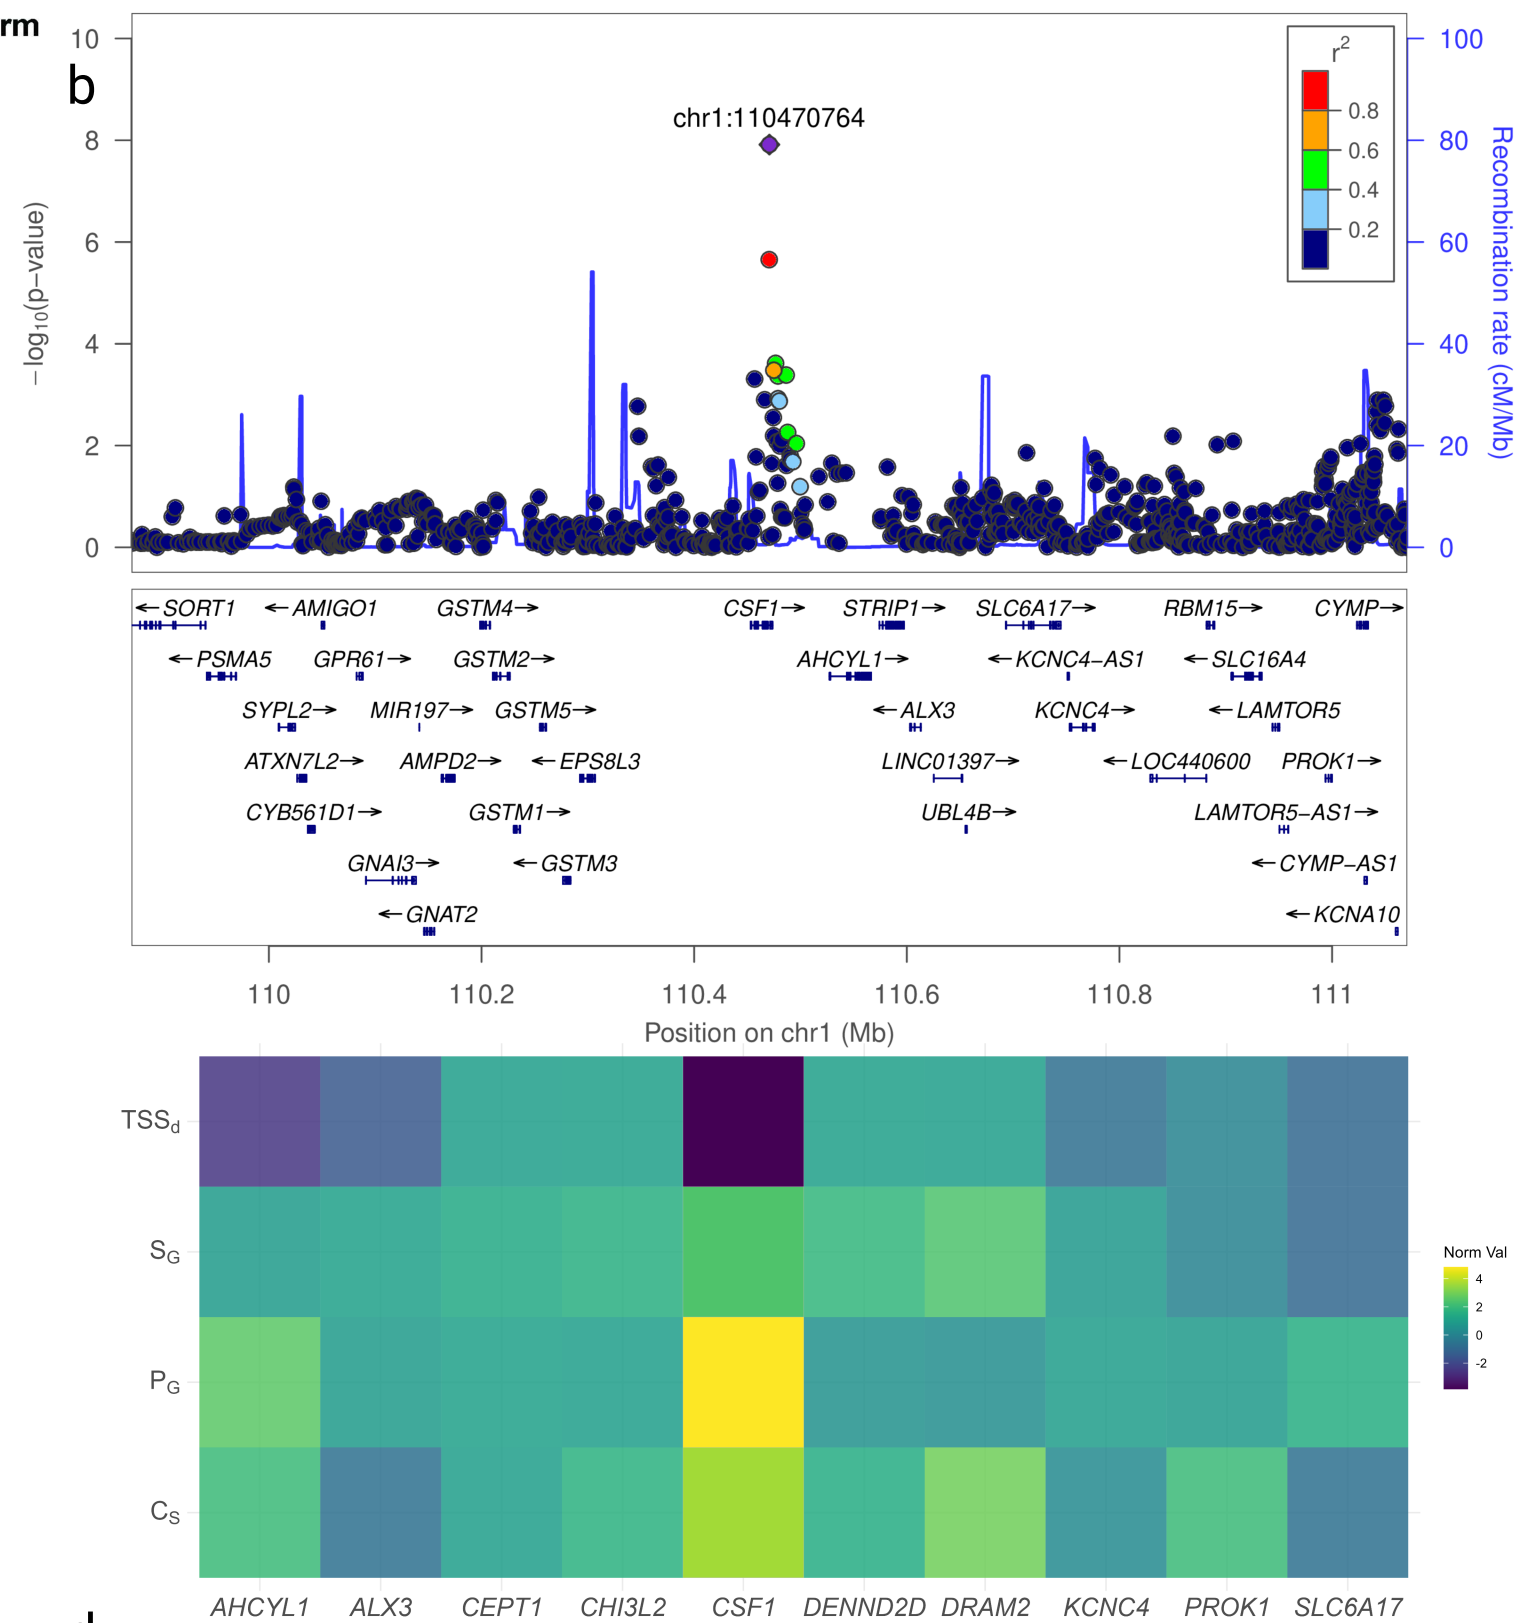 rm
b
10
8
6
4
2
0
−log10(p−value)
chr1:110470764
r2
0.8
0.6
0.4
0.2
100
80
60
40
20
0
Recombination rate (cM/Mb)
←SORT1 ←AMIGO1 GSTM4→ CSF1→ STRIP1→ SLC6A17→ RBM15→ CYMP→
←PSMA5 GPR61→ GSTM2→ AHCYL1→ ←KCNC4−AS1 ←SLC16A4
SYPL2→ MIR197→ GSTM5→ ←ALX3 KCNC4→ ←LAMTOR5
ATXN7L2→ AMPD2→ ←EPS8L3 LINC01397→ ←LOC440600 PROK1→
CYB561D1→ GSTM1→ UBL4B→ LAMTOR5−AS1→
GNAI3→ ←GSTM3 ←CYMP−AS1
←GNAT2 ←KCNA10
110 110.2 110.4 110.6 110.8 111
Position on chr1 (Mb)
TSSd
SG
PG
CS
Norm Val
4
2
0
-2
AHCYL1 ALX3 CEPT1 CHI3L2 CSF1 DENND2D DRAM2 KCNC4 PROK1 SLC6A17